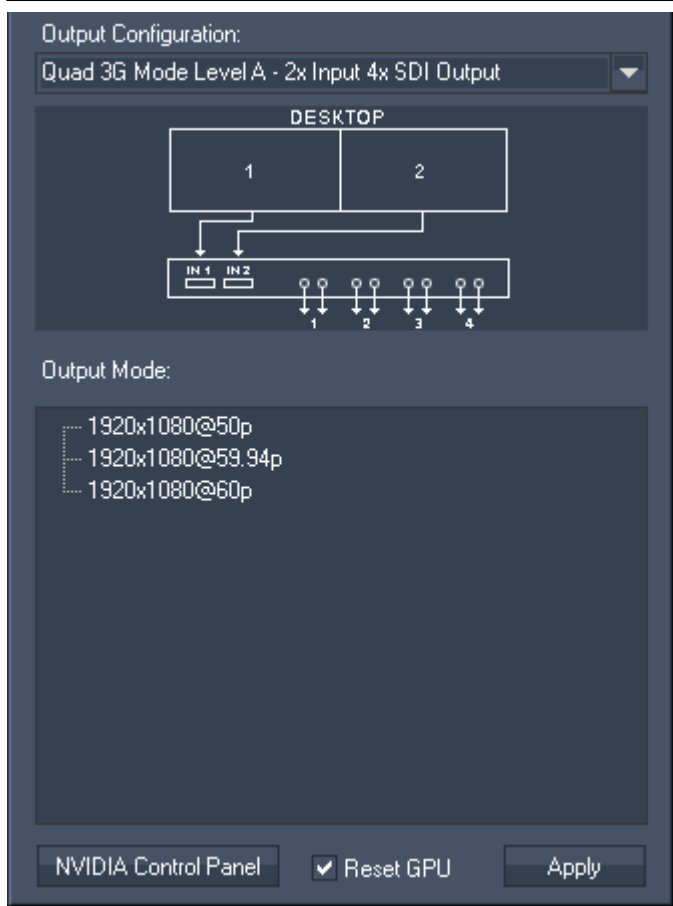 Output Configuration:
Quad 3G Mode Level A - 2x Input 4x SDI Output
DESKTOP
1 2
IN 1 IN 2
1 2 3 4
Output Mode:
1920x1080@50p
1920x1080@59.94p
1920x1080@60p
NVIDIA Control Panel Reset GPU Apply